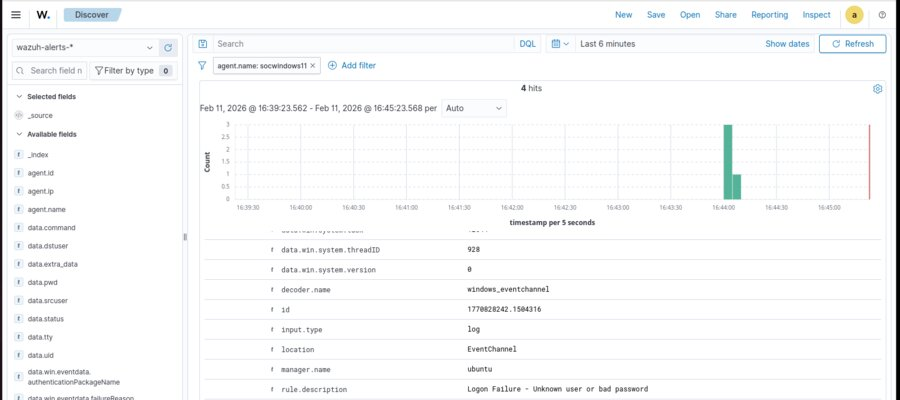 W. Discover New Save Open Share Reporting Inspect a
wazuh-alerts-*
Search DQL Last 6 minutes Show dates Refresh
Search field n Filter by type 0
agent.name: socwindows11 × Add filter
Selected fields
_source
Available fields
t _index
t agent.id
t agent.ip
t agent.name
t data.command
t data.dstuser
t data.extra_data
t data.pwd
t data.srcuser
t data.status
t data.tty
t data.uid
t data.win.eventdata.
authenticationPackageName
data.win.eventdata.failureReason
4 hits
Feb 11, 2026 @ 16:39:23.562 - Feb 11, 2026 @ 16:45:23.568 per Auto
Count
3
2.5
2
1.5
1
0.5
0
16:39:30 16:40:00 16:40:30 16:41:00 16:41:30 16:42:00 16:42:30 16:43:00 16:43:30 16:44:00 16:44:30 16:45:00
timestamp per 5 seconds
t data.win.system.threadID 928
t data.win.system.version 0
t decoder.name windows_eventchannel
t id 1770828242.1504316
t input.type log
t location EventChannel
t manager.name ubuntu
t rule.description Logon Failure - Unknown user or bad password